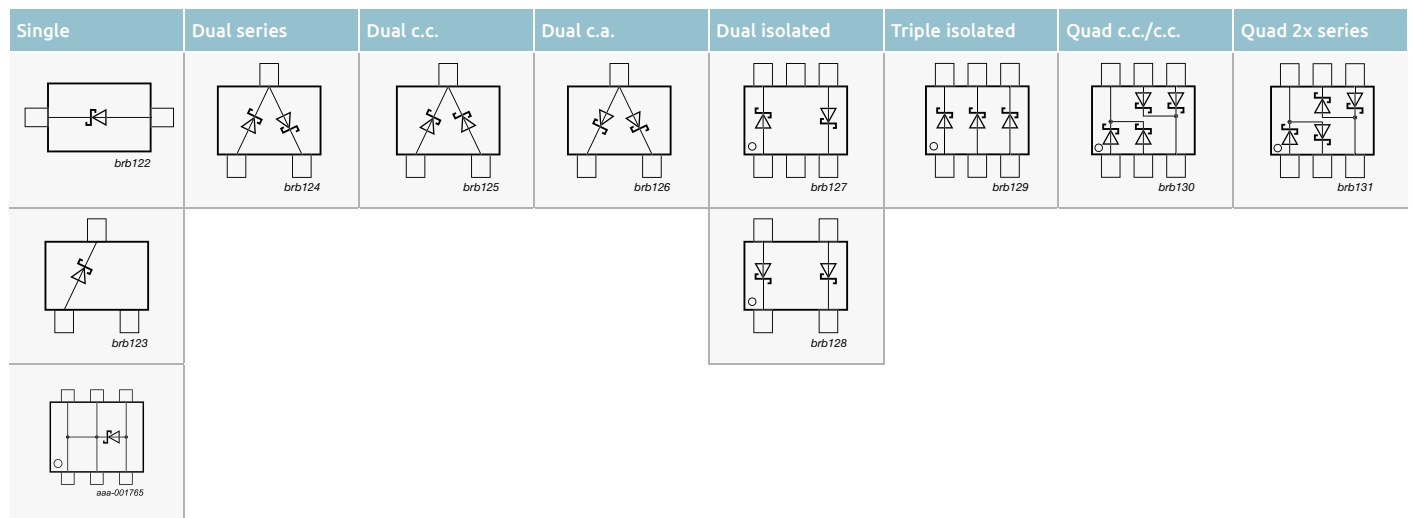 Single
Dual series
Dual c.c.
Dual c.a.
Dual isolated
Triple isolated
Quad c.c./c.c.
Quad 2x series
brb122
brb124
brb125
brb126
brb127
brb129
brb130
brb131
brb123
brb128
aaa-001765